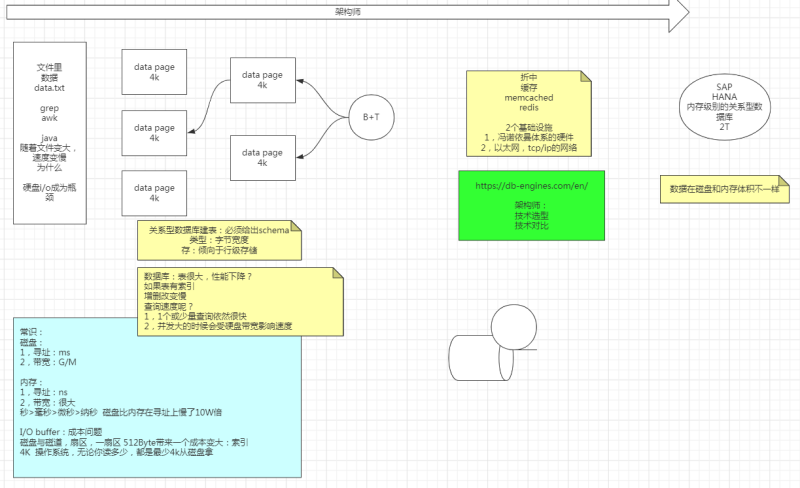 架构师
文件里
数据
data.txt
grep
awk
java
随着文件变大，
速度变慢
为什么
硬盘i/o成为瓶
颈
data page
4k
data page
4k
data page
4k
data page
4k
data page
4k
B+T
折中
缓存
memcached
redis
2个基础设施
1，冯诺依曼体系的硬件
2，以太网，tcp/ip的网络
SAP
HANA
内存级别的关系型数
据库
2T
https://db-engines.com/en/
架构师：
技术选型
技术对比
数据在磁盘和内存体积不一样
关系型数据库建表：必须给出schema
类型：字节宽度
存：倾向于行级存储
数据库：表很大，性能下降？
如果表有索引
增删改变慢
查询速度呢？
1，1个或少量查询依然很快
2，并发大的时候会受硬盘带宽影响速度
常识：
磁盘：
1，寻址：ms
2，带宽：G/M
内存：
1，寻址：ns
2，带宽：很大
秒>毫秒>微秒>纳秒 磁盘比内存在寻址上慢了10W倍
I/O buffer：成本问题
磁盘与磁道，扇区，一扇区 512Byte带来一个成本变大：索引
4K 操作系统，无论你读多少，都是最少4k从磁盘拿